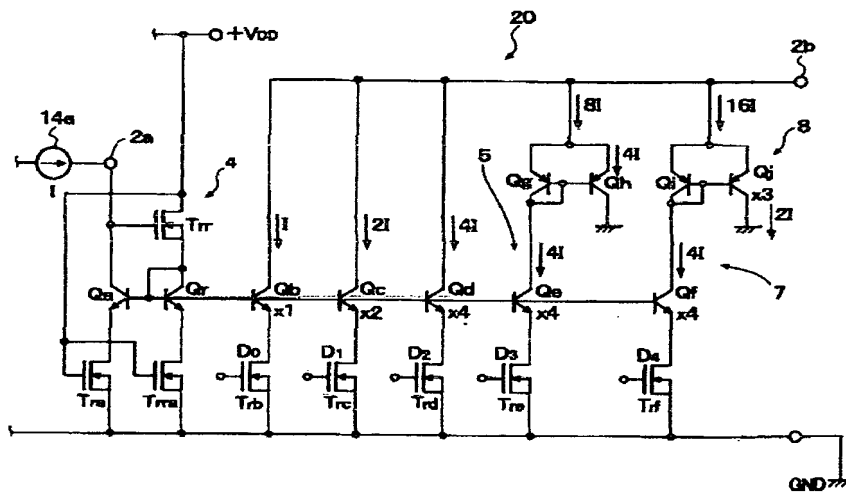 +VDD
20
2b
14a
2a
4
I
8I
16I
8
5
4I
Qg
Qh
Qi
Qj
x3
2I
Trr
I
2I
4I
4I
4I
7
Qa
Qr
Qb
x1
Qc
x2
Qd
x4
Qe
x4
Qf
x4
D0
D1
D2
D3
D4
Tra
Trra
Trb
Trc
Trd
Tre
Trf
GND